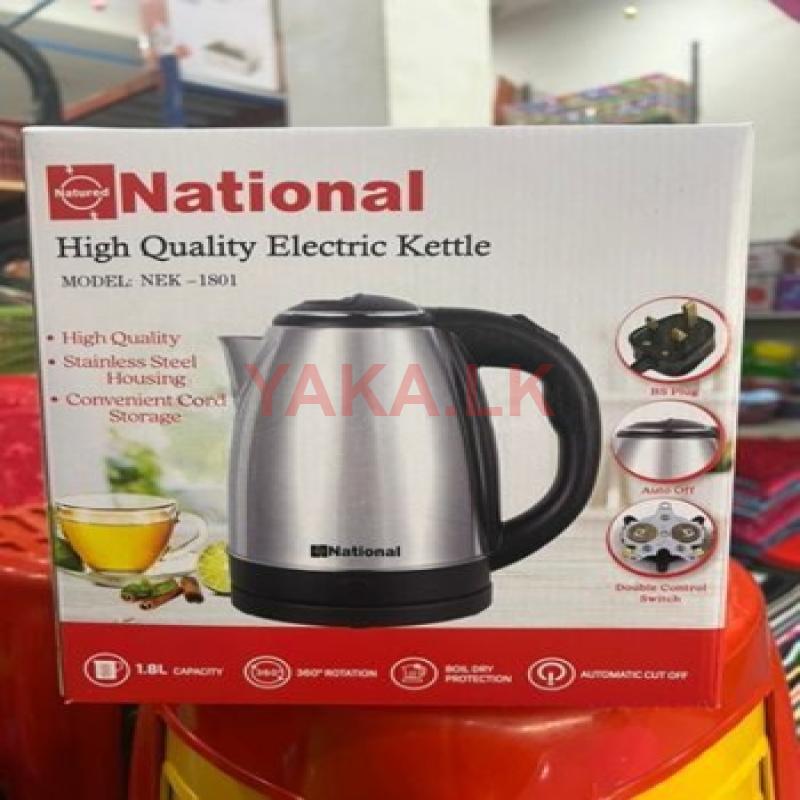 Natured
National
High Quality Electric Kettle
MODEL: NEK -1801
• High Quality
• Stainless Steel
Housing
• Convenient Cord
Storage
YAKA.LK
BS Plug
Auto Off
Double Control
Switch
National
1.8L CAPACITY
360
360° ROTATION
BOIL DRY
PROTECTION
AUTOMATIC CUT OFF